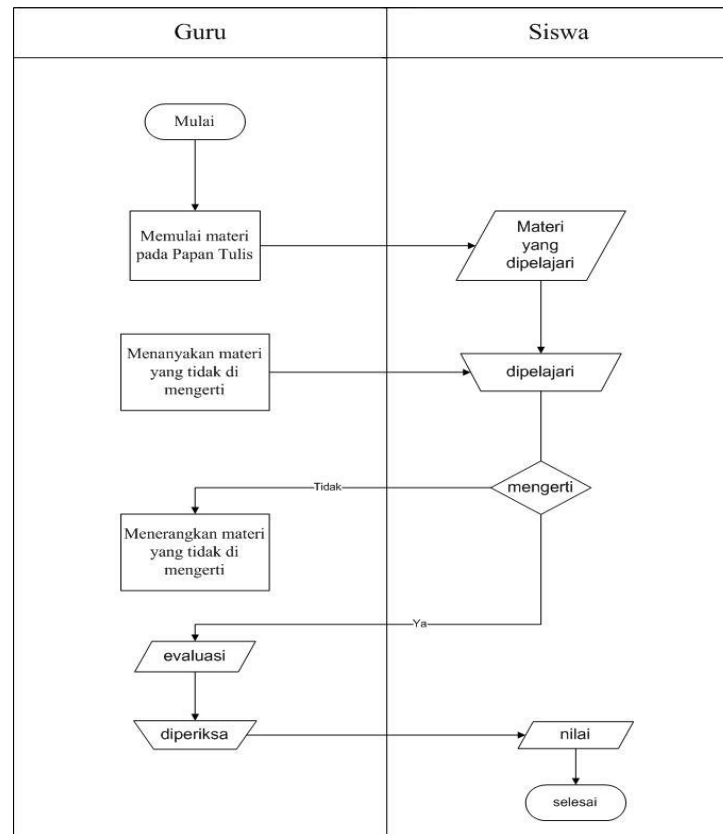 Guru
Siswa
Mulai
Memulai materi
pada Papan Tulis
Materi
yang
dipelajari
Menanyakan materi
yang tidak di
mengerti
dipelajari
mengerti
Tidak
Menerangkan materi
yang tidak di
mengerti
Ya
evaluasi
diperiksa
nilai
selesai